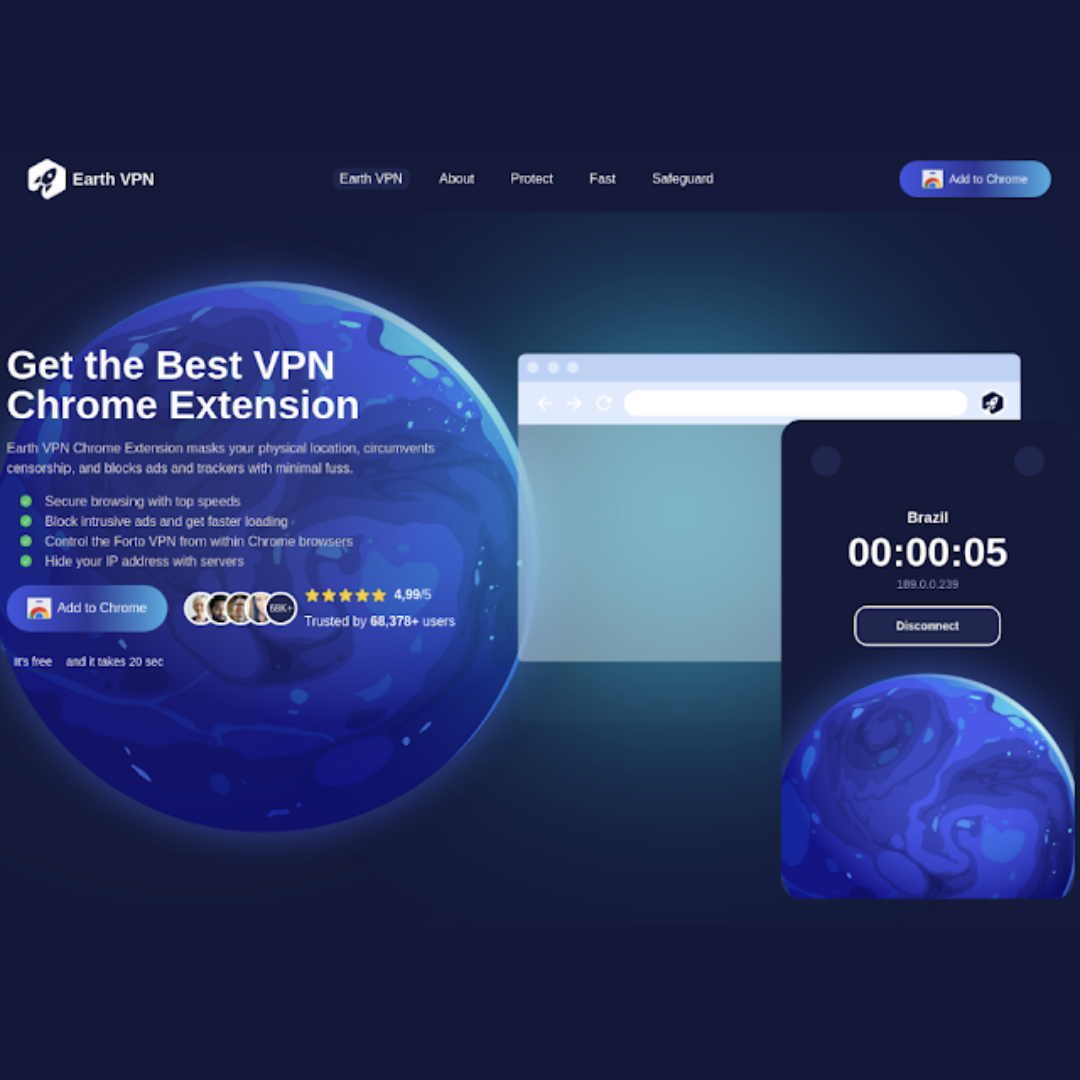 Earth VPN
Earth VPN About Protect Fast Safeguard
Add to Chrome
Get the Best VPN
Chrome Extension
Earth VPN Chrome Extension masks your physical location, circumvents
censorship, and blocks ads and trackers with minimal fuss.
Secure browsing with top speeds
Block intrusive ads and get faster loading
Control the Forto VPN from within Chrome browsers
Hide your IP address with servers
Add to Chrome
68K+
4,99/5
Trusted by 68,378+ users
It's free and it takes 20 sec
Brazil
00:00:05
189.0.0.239
Disconnect